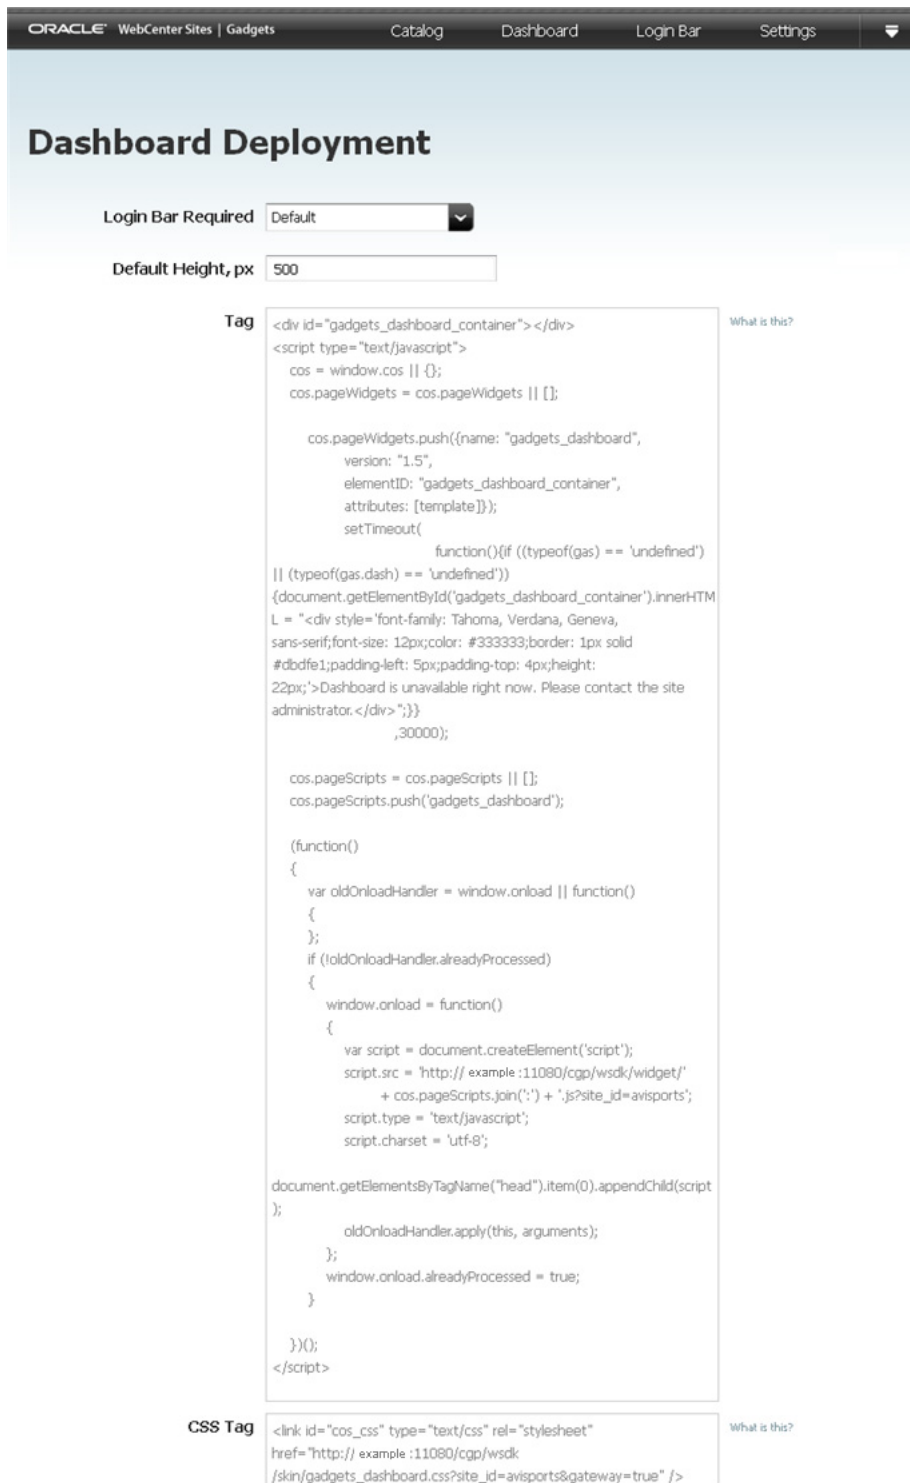 ORACLE WebCenter Sites | Gadgets Catalog Dashboard Login Bar Settings
Dashboard Deployment
Login Bar Required Default
Default Height, px 500
Tag What is this?
<div id="gadgets_dashboard_container"></div>
<script type="text/javascript">
cos = window.cos || {};
cos.pageWidgets = cos.pageWidgets || [];
cos.pageWidgets.push({name: "gadgets_dashboard",
version: "1.5",
elementID: "gadgets_dashboard_container",
attributes: [template]});
setTimeout(
function(){if ((typeof(gas) == 'undefined')
|| (typeof(gas.dash) == 'undefined'))
{document.getElementById('gadgets_dashboard_container').innerHTM
L = "<div style='font-family: Tahoma, Verdana, Geneva,
sans-serif;font-size: 12px;color: #333333;border: 1px solid
#dbdfe1;padding-left: 5px;padding-top: 4px;height:
22px;'>Dashboard is unavailable right now. Please contact the site
administrator.</div>";}}
,30000);
cos.pageScripts = cos.pageScripts || [];
cos.pageScripts.push('gadgets_dashboard');
(function()
{
var oldOnloadHandler = window.onload || function()
{
};
if (!oldOnloadHandler.alreadyProcessed)
{
window.onload = function()
{
var script = document.createElement('script');
script.src = 'http:// example :11080/cgp/wsdk/widget/'
+ cos.pageScripts.join(':') + '.js?site_id=avisports';
script.type = 'text/javascript';
script.charset = 'utf-8';
document.getElementsByTagName("head").item(0).appendChild(script
);
oldOnloadHandler.apply(this, arguments);
};
window.onload.alreadyProcessed = true;
}
})();
</script>
CSS Tag What is this?
<link id="cos_css" type="text/css" rel="stylesheet"
href="http:// example :11080/cgp/wsdk
/skin/gadgets_dashboard.css?site_id=avisports&gateway=true" />